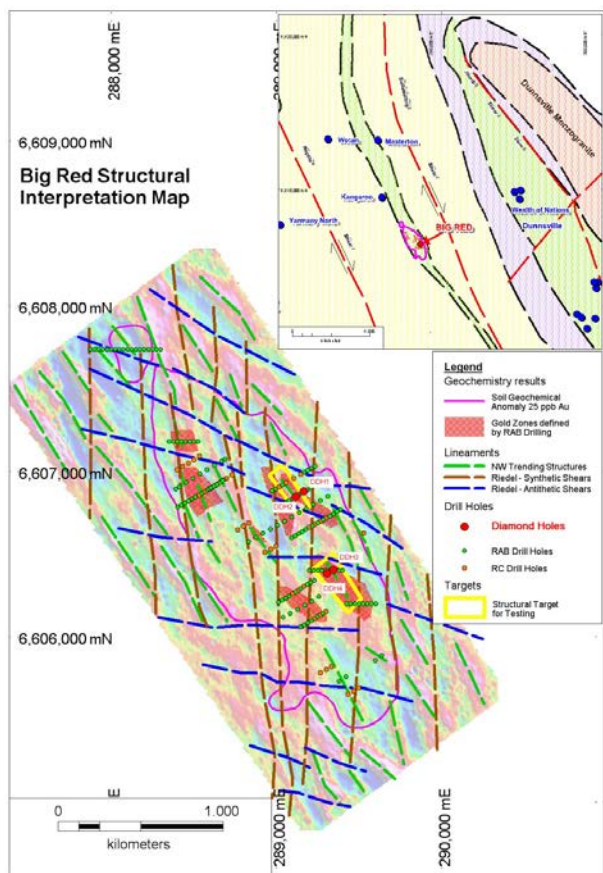 288,000 mE
6,609,000 mN
Big Red Structural
Interpretation Map
6,608,000 mN
6,607,000 mN
6,606,000 mN
DDH1
DDH2
DDH3
DDH4
0
1.000
kilometers
289,000 mE
290,000 mE
Wycan
Masterton
Kangaroo
Yarmany North
BIG RED
Dunnsville Monzogranite
Wealth of Nations
Dunnsville
Legend
Geochemistry results
Soil Geochemical
Anomaly 25 ppb Au
Gold Zones defined
by RAB Drilling
Lineaments
NW Trending Structures
Riedel - Synthetic Shears
Riedel - Antithetic Shears
Drill Holes
Diamond Holes
RAB Drill Holes
RC Drill Holes
Targets
Structural Target
for Testing